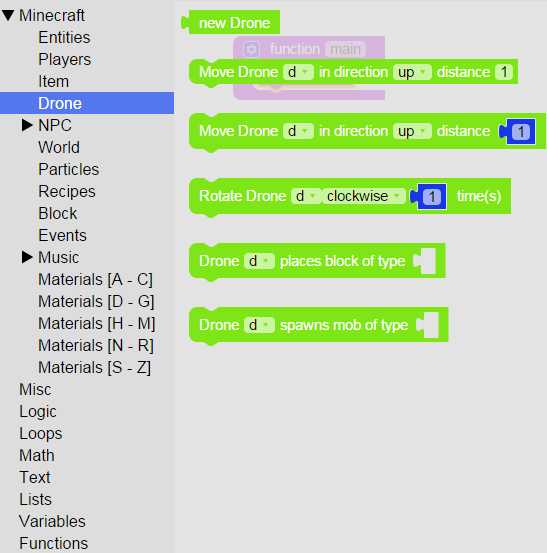 Minecraft
Entities
Players
Item
Drone
NPC
World
Particles
Recipes
Block
Events
Music
Materials [A - C]
Materials [D - G]
Materials [H - M]
Materials [N - R]
Materials [S - Z]
Misc
Logic
Loops
Math
Text
Lists
Variables
Functions
new Drone
function main
Move Drone d in direction up distance 1
Move Drone d in direction up distance 1
Rotate Drone d clockwise 1 time(s)
Drone d places block of type
Drone d spawns mob of type